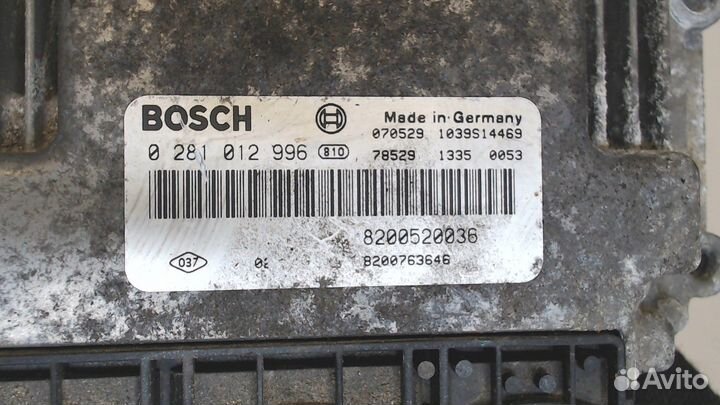 BOSCH
Made in Germany
070529 1039S14469
0 281 012 996 810
78529 1335 0053
8200520036
037
8200763646
Avito